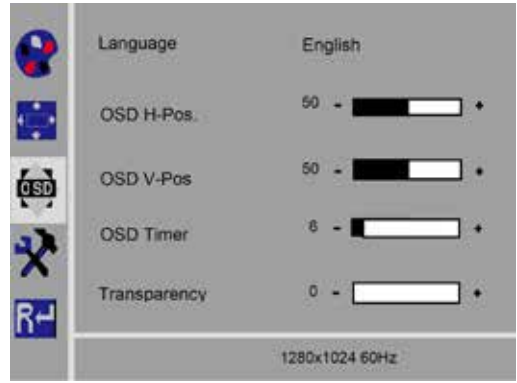 Language English
OSD H-Pos. 50 - +
OSD V-Pos 50 - +
OSD
OSD Timer 6 - +
Transparency 0 - +
R
1280x1024 60Hz